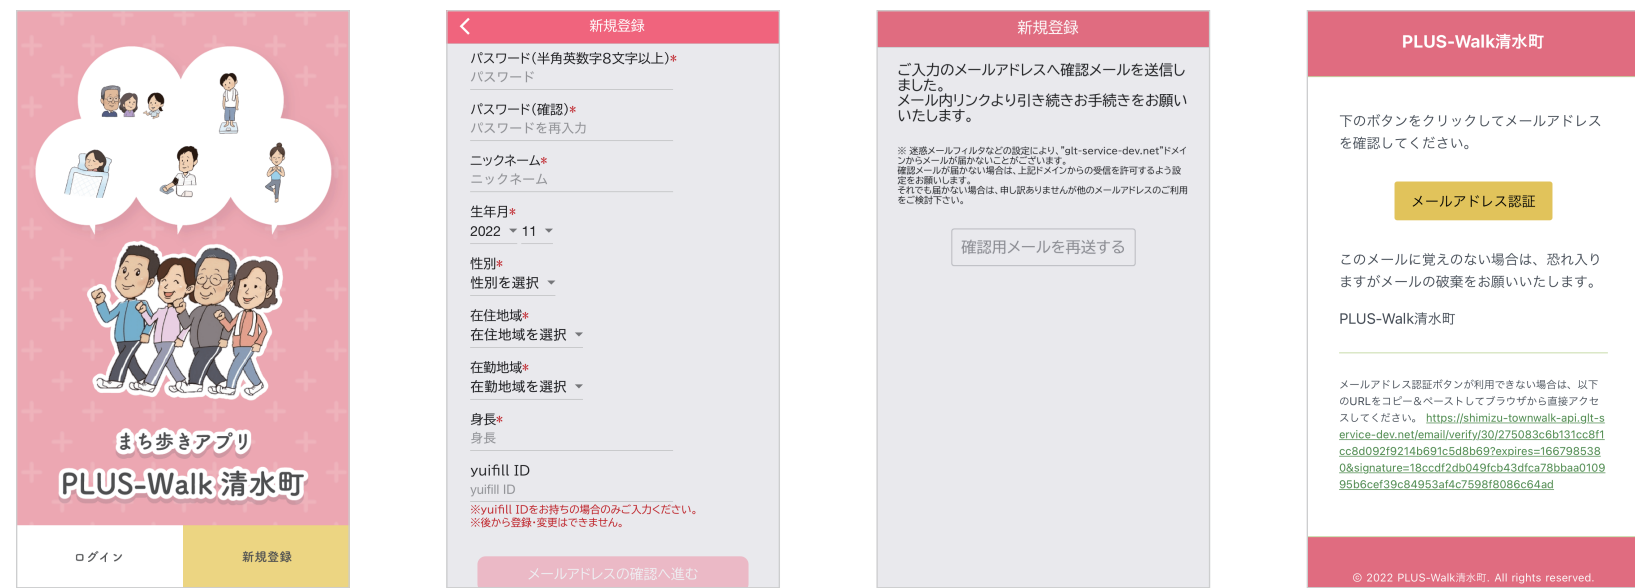 まち歩きアプリ
PLUS-Walk 清水町
ログイン
新規登録
新規登録
パスワード(半角英数字8文字以上)*
パスワード
パスワード(確認)*
パスワードを再入力
ニックネーム*
ニックネーム
生年月*
2022 11
性別*
性別を選択
在住地域*
在住地域を選択
在勤地域*
在勤地域を選択
身長*
身長
yuifill ID
yuifill ID
※yuifill IDをお持ちの場合のみご入力ください。
※後から登録・変更はできません。
メールアドレスの確認へ進む
新規登録
ご入力のメールアドレスへ確認メールを送信し
ました。
メール内リンクより引き続きお手続きをお願い
いたします。
※ 迷惑メールフィルタなどの設定により、"glt-service-dev.net"ドメイ
ンからメールが届かないことがございます。
確認メールが届かない場合は、上記ドメインからの受信を許可するよう設
定をお願いします。
それでも届かない場合は、申し訳ありませんが他のメールアドレスのご利用
をご検討下さい。
確認用メールを再送する
PLUS-Walk清水町
下のボタンをクリックしてメールアドレス
を確認してください。
メールアドレス認証
このメールに覚えのない場合は、恐れ入り
ますがメールの破棄をお願いいたします。
PLUS-Walk清水町
メールアドレス認証ボタンが利用できない場合は、以下
のURLをコピー＆ペーストしてブラウザから直接アクセ
スしてください。 https://shimizu-townwalk-api.glt-s
ervice-dev.net/email/verify/30/275083c6b131cc8f1
cc8d092f9214b691c5d8b69?expires=166798538
0&signature=18ccdf2db049fcb43dfca78bbaa0109
95b6cef39c84953af4c7598f8086c64ad
© 2022 PLUS-Walk清水町. All rights reserved.